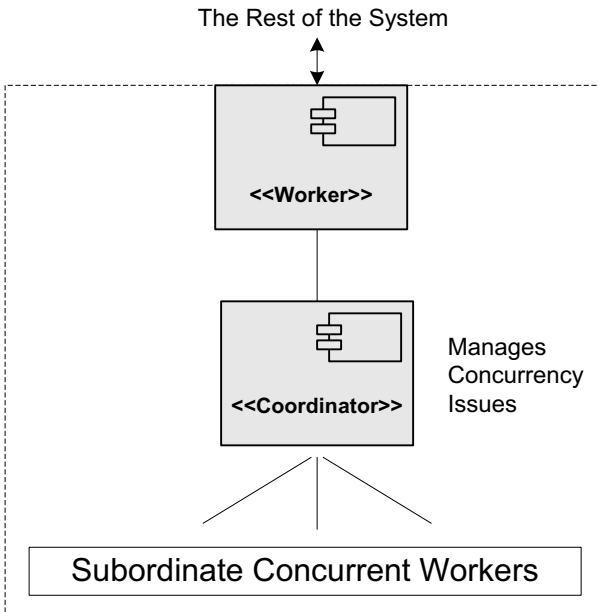 The Rest of the System
<<Worker>>
<<Coordinator>>
Manages
Concurrency
Issues
Subordinate Concurrent Workers